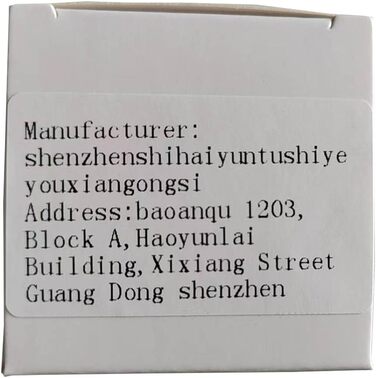 Manufacturer:
shenzhenshihaiyuntushiye
youxiangongsi
Address:baoanqu 1203,
Block A,Haoyunlai
Building,Xixiang Street
Guang Dong shenzhen